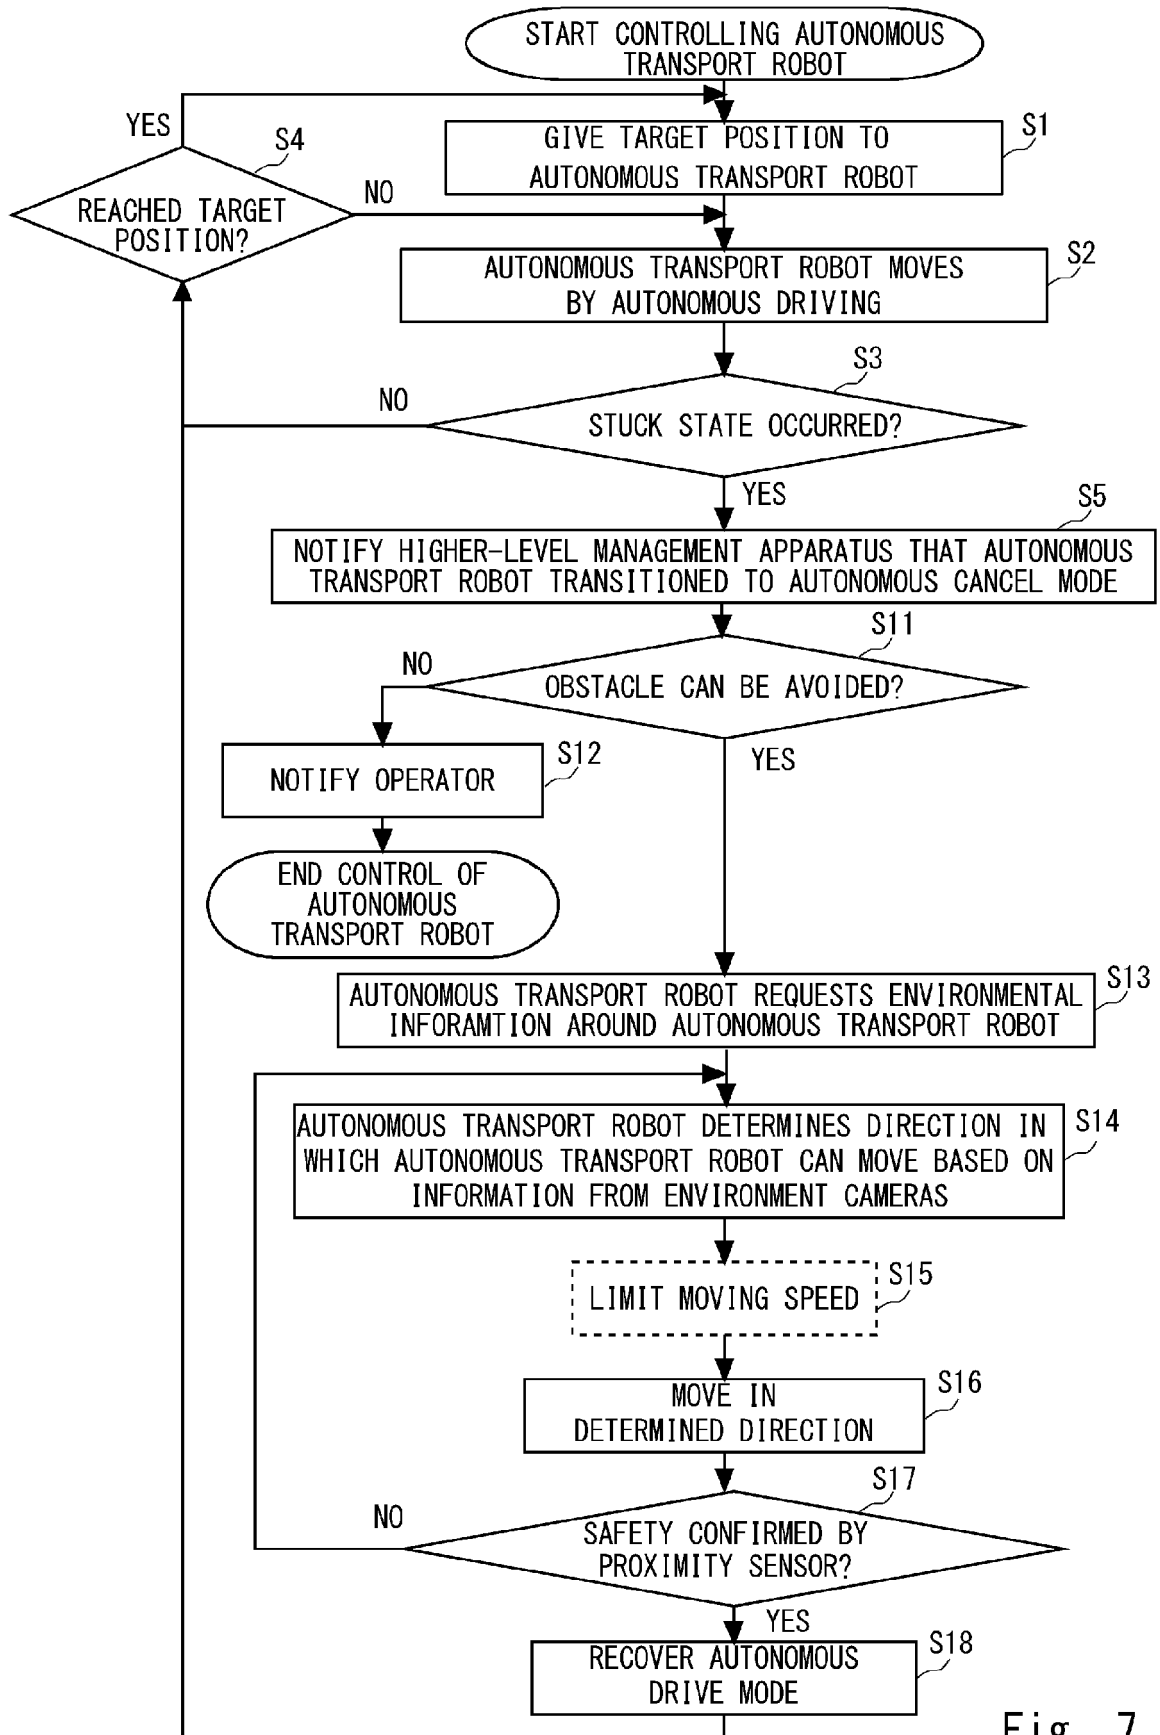 START CONTROLLING AUTONOMOUS
TRANSPORT ROBOT
YES
S4
S1
GIVE TARGET POSITION TO
AUTONOMOUS TRANSPORT ROBOT
NO
REACHED TARGET
POSITION?
S2
AUTONOMOUS TRANSPORT ROBOT MOVES
BY AUTONOMOUS DRIVING
S3
NO
STUCK STATE OCCURRED?
YES
S5
NOTIFY HIGHER-LEVEL MANAGEMENT APPARATUS THAT AUTONOMOUS
TRANSPORT ROBOT TRANSITIONED TO AUTONOMOUS CANCEL MODE
S11
NO
OBSTACLE CAN BE AVOIDED?
YES
S12
NOTIFY OPERATOR
END CONTROL OF
AUTONOMOUS
TRANSPORT ROBOT
S13
AUTONOMOUS TRANSPORT ROBOT REQUESTS ENVIRONMENTAL
INFORAMTION AROUND AUTONOMOUS TRANSPORT ROBOT
S14
AUTONOMOUS TRANSPORT ROBOT DETERMINES DIRECTION IN
WHICH AUTONOMOUS TRANSPORT ROBOT CAN MOVE BASED ON
INFORMATION FROM ENVIRONMENT CAMERAS
S15
LIMIT MOVING SPEED
S16
MOVE IN
DETERMINED DIRECTION
S17
NO
SAFETY CONFIRMED BY
PROXIMITY SENSOR?
YES
S18
RECOVER AUTONOMOUS
DRIVE MODE
Fig. 7